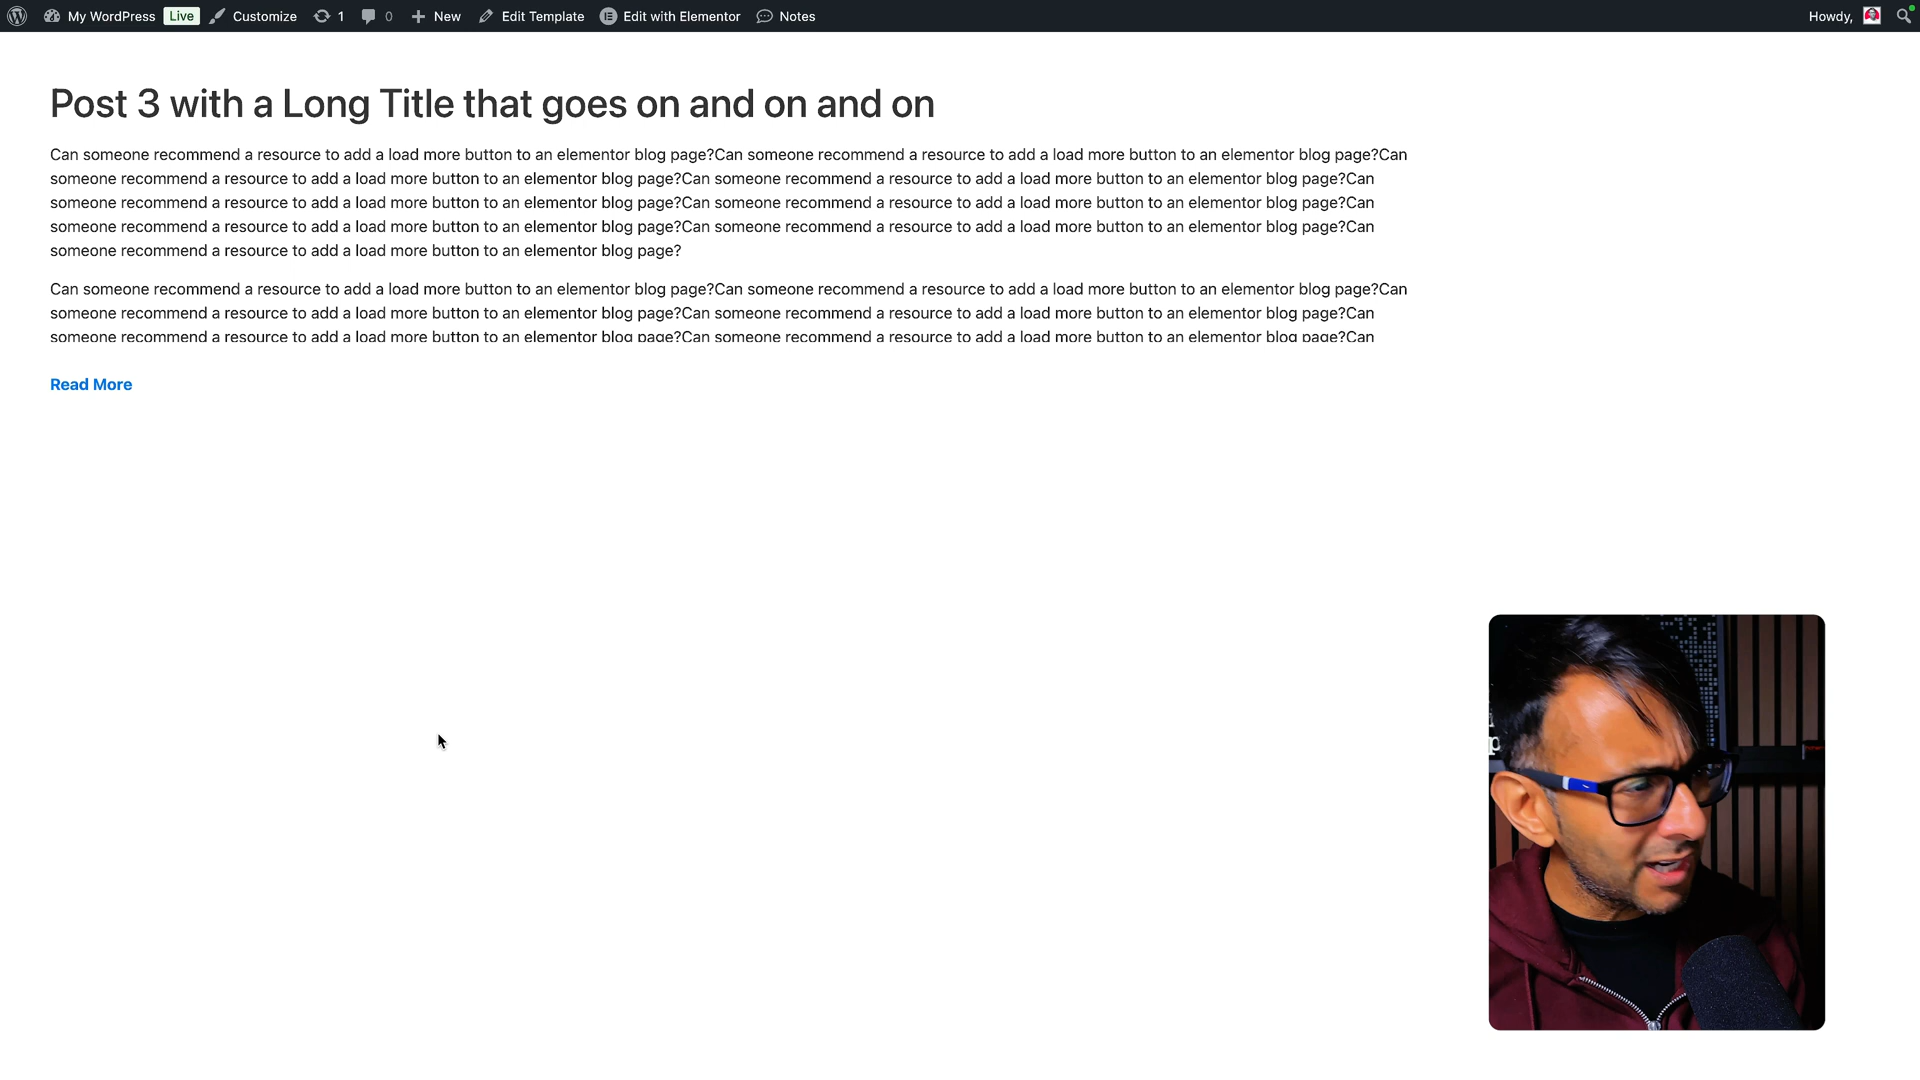 My WordPress Live Customize 1 0 New Edit Template Edit with Elementor Notes Howdy,
Post 3 with a Long Title that goes on and on and on
Can someone recommend a resource to add a load more button to an elementor blog page?Can someone recommend a resource to add a load more button to an elementor blog page?Can
someone recommend a resource to add a load more button to an elementor blog page?Can someone recommend a resource to add a load more button to an elementor blog page?Can
someone recommend a resource to add a load more button to an elementor blog page?Can someone recommend a resource to add a load more button to an elementor blog page?Can
someone recommend a resource to add a load more button to an elementor blog page?Can someone recommend a resource to add a load more button to an elementor blog page?Can
someone recommend a resource to add a load more button to an elementor blog page?
Can someone recommend a resource to add a load more button to an elementor blog page?Can someone recommend a resource to add a load more button to an elementor blog page?Can
someone recommend a resource to add a load more button to an elementor blog page?Can someone recommend a resource to add a load more button to an elementor blog page?Can
someone recommend a resource to add a load more button to an elementor blog page?Can someone recommend a resource to add a load more button to an elementor blog page?Can
Read More